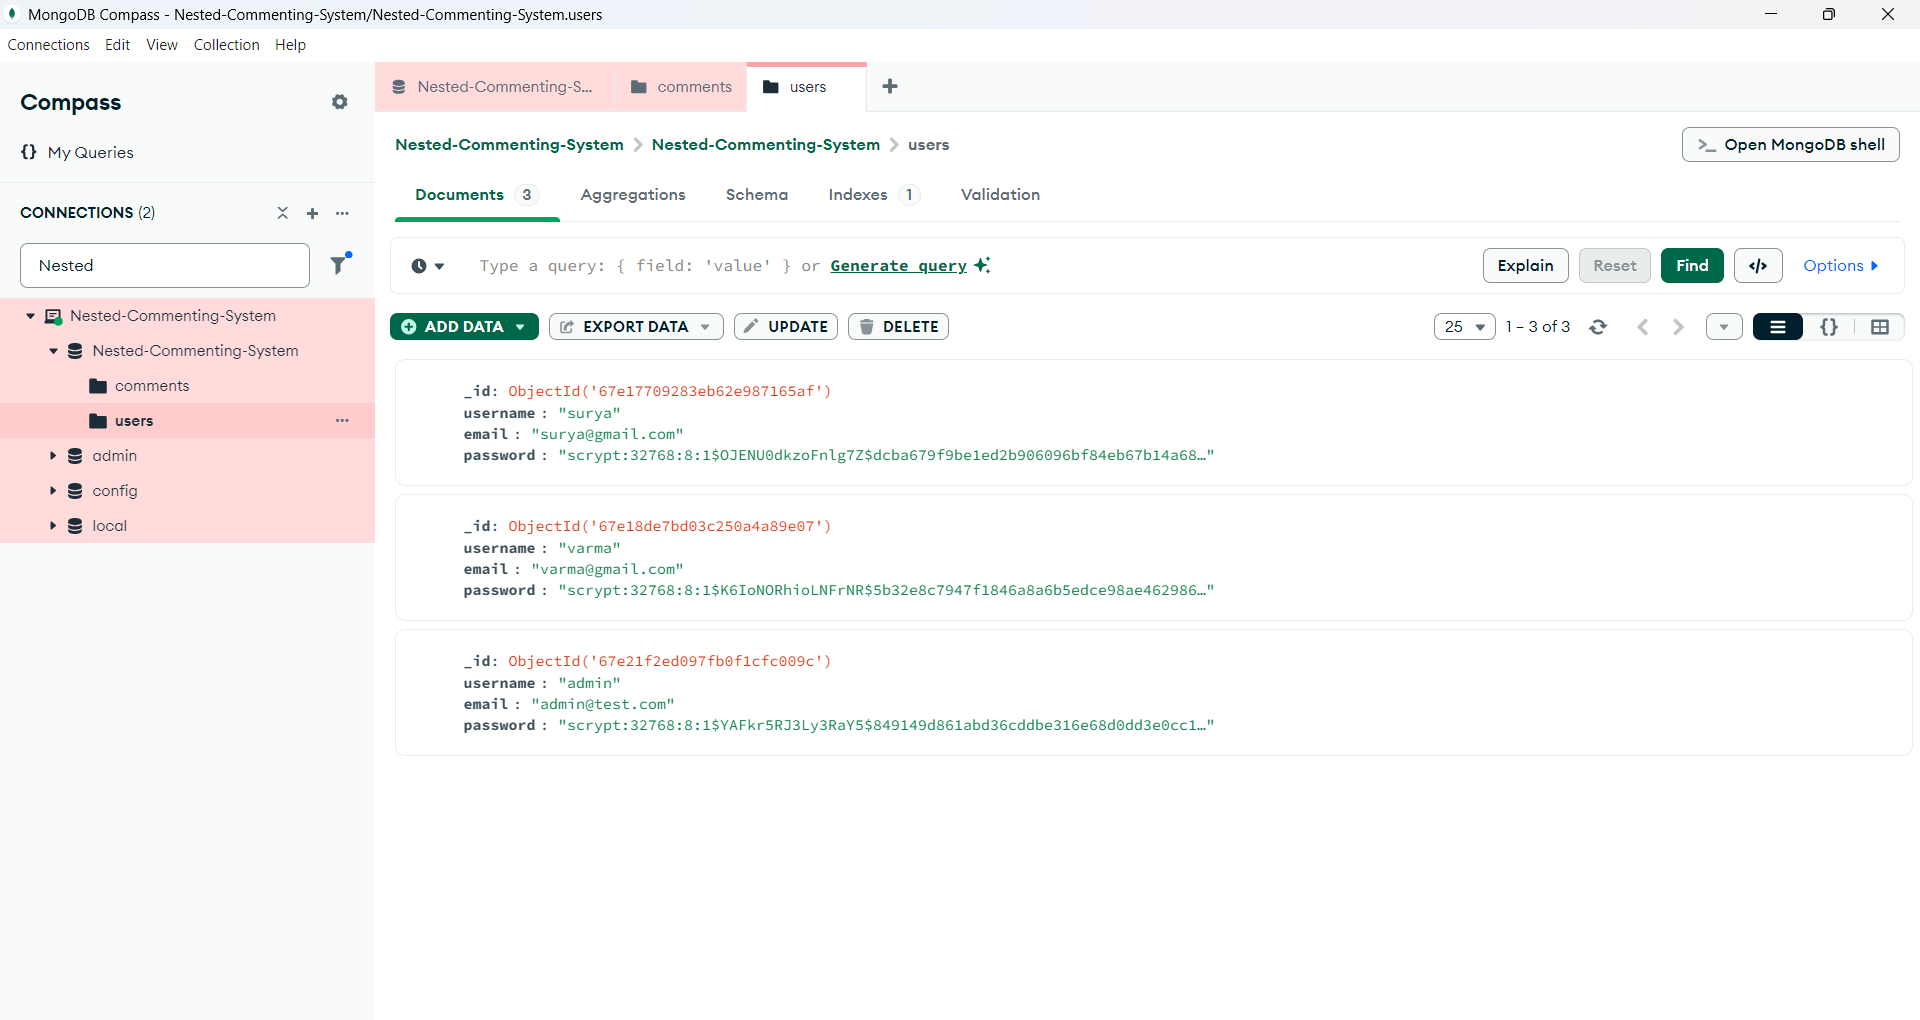 MongoDB Compass - Nested-Commenting-System/Nested-Commenting-System.users
Connections Edit View Collection Help
Compass
{} My Queries
CONNECTIONS (2)
Nested
Nested-Commenting-System
Nested-Commenting-System
comments
users
admin
config
local
Nested-Commenting-S... comments users
Nested-Commenting-System > Nested-Commenting-System > users
>_ Open MongoDB shell
Documents 3 Aggregations Schema Indexes 1 Validation
Type a query: { field: 'value' } or Generate query
Explain Reset Find </> Options
ADD DATA EXPORT DATA UPDATE DELETE
25 1 – 3 of 3 {}
_id: ObjectId('67e17709283eb62e987165af')
username : "surya"
email : "surya@gmail.com"
password : "scrypt:32768:8:1$OJENU0dkzoFnlg7Z$dcba679f9be1ed2b906096bf84eb67b14a68…"
_id: ObjectId('67e18de7bd03c250a4a89e07')
username : "varma"
email : "varma@gmail.com"
password : "scrypt:32768:8:1$K6IoNORhioLNFrNR$5b32e8c7947f1846a8a6b5edce98ae462986…"
_id: ObjectId('67e21f2ed097fb0f1cfc009c')
username : "admin"
email : "admin@test.com"
password : "scrypt:32768:8:1$YAFkr5RJ3Ly3RaY5$849149d861abd36cddbe316e68d0dd3e0cc1…"